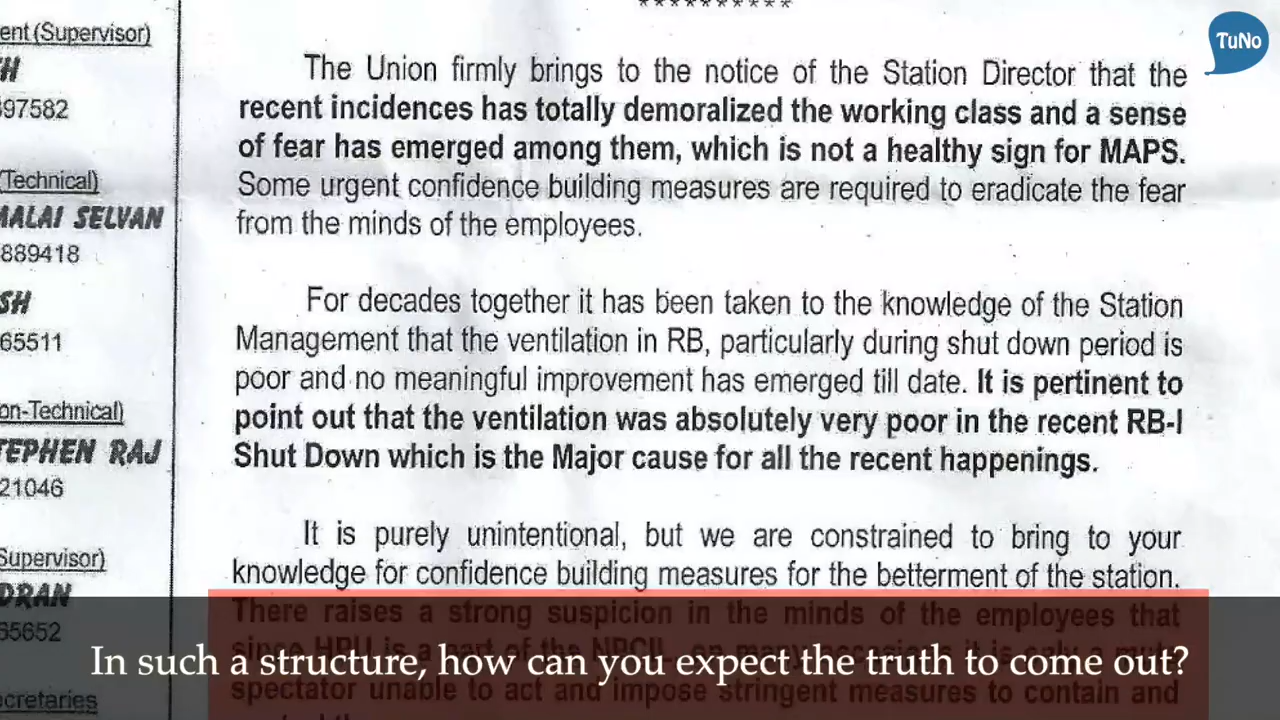 **********
TuNo
ent (Supervisor)
TH
397582
(Technical)
MALAI SELVAN
889418
SH
65511
on-Technical)
TEPHEN RAJ
21046
Supervisor)
DRAN
65652
ecretaries
The Union firmly brings to the notice of the Station Director that the
recent incidences has totally demoralized the working class and a sense
of fear has emerged among them, which is not a healthy sign for MAPS.
Some urgent confidence building measures are required to eradicate the fear
from the minds of the employees.
For decades together it has been taken to the knowledge of the Station
Management that the ventilation in RB, particularly during shut down period is
poor and no meaningful improvement has emerged till date. It is pertinent to
point out that the ventilation was absolutely very poor in the recent RB-I
Shut Down which is the Major cause for all the recent happenings.
It is purely unintentional, but we are constrained to bring to your
knowledge for confidence building measures for the betterment of the station.
There raises a strong suspicion in the minds of the employees that
since HPU is a part of the NPCIL,
spectator unable to act and impose stringent measures to contain and
In such a structure, how can you expect the truth to come out?